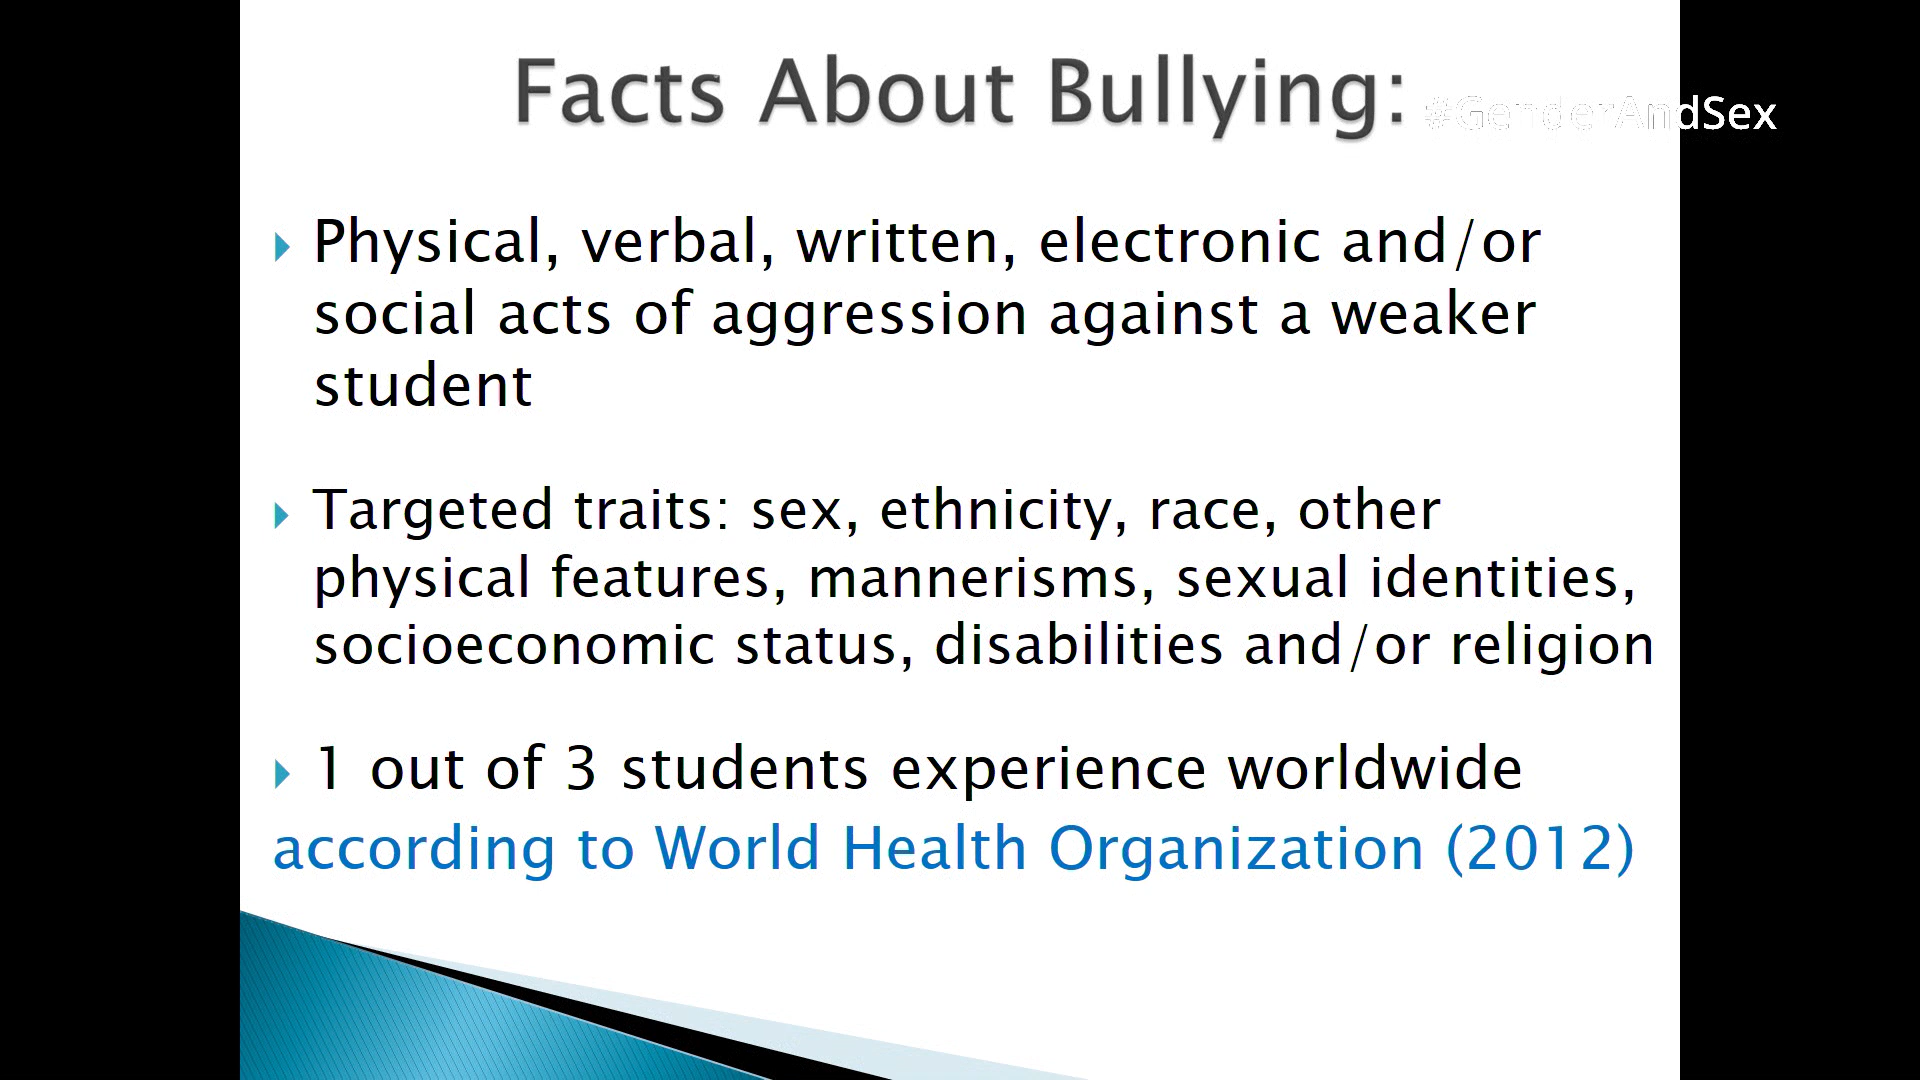 Facts About Bullying:
#GenderAndSex
Physical, verbal, written, electronic and/or
social acts of aggression against a weaker
student
Targeted traits: sex, ethnicity, race, other
physical features, mannerisms, sexual identities,
socioeconomic status, disabilities and/or religion
1 out of 3 students experience worldwide
according to World Health Organization (2012)